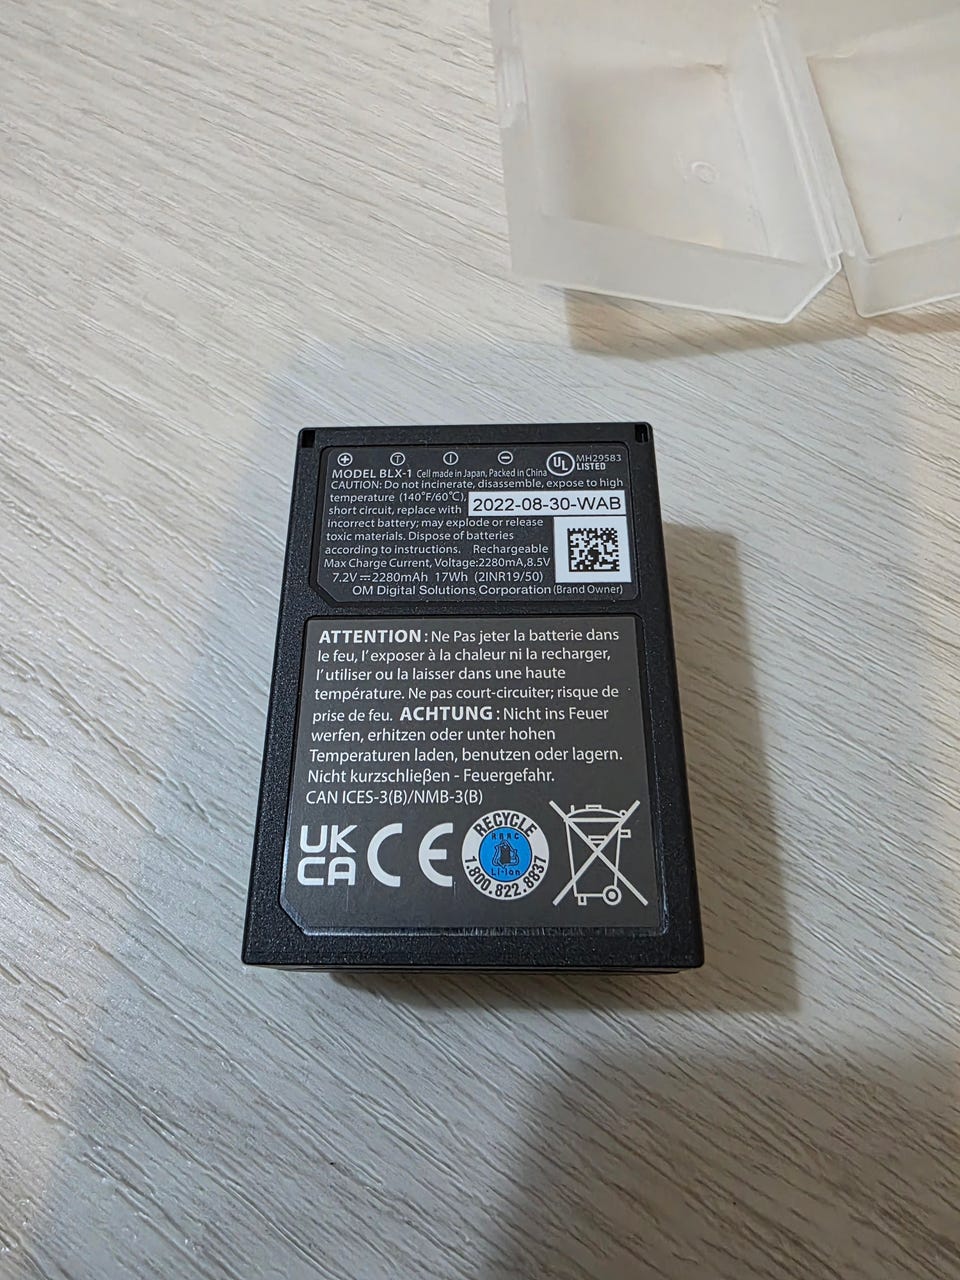 MODEL BLX-1 Cell made in Japan, Packed in China
UL MH29583
LISTED
CAUTION: Do not incinerate, disassemble, expose to high
temperature (140°F/60℃),
short circuit, replace with
2022-08-30-WAB
incorrect battery; may explode or release
toxic materials. Dispose of batteries
according to instructions. Rechargeable
Max Charge Current, Voltage:2280mA,8.5V
7.2V⎓2280mAh 17Wh (2INR19/50)
OM Digital Solutions Corporation (Brand Owner)
ATTENTION: Ne Pas jeter la batterie dans
le feu, l'exposer à la chaleur ni la recharger,
l'utiliser ou la laisser dans une haute
température. Ne pas court-circuiter; risque de
prise de feu. ACHTUNG: Nicht ins Feuer
werfen, erhitzen oder unter hohen
Temperaturen laden, benutzen oder lagern.
Nicht kurzschließen - Feuergefahr.
CAN ICES-3(B)/NMB-3(B)
UK
CA
CE
RECYCLE
RBRC
Li-Ion
1.800.822.8837